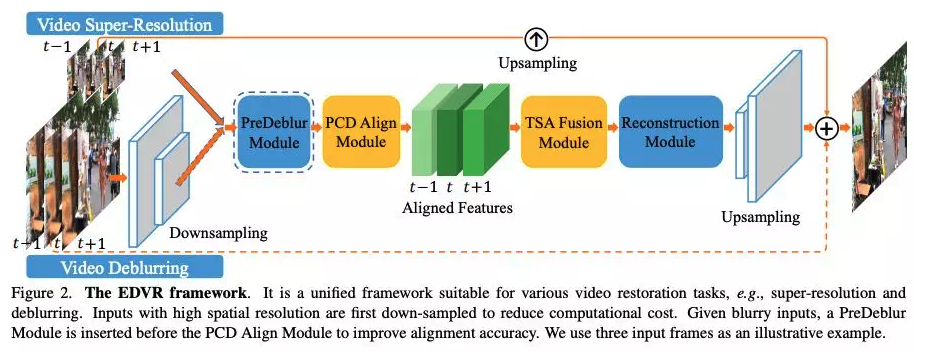 Video Super-Resolution
t−1 t t+1
Upsampling
PreDeblur Module
PCD Align Module
TSA Fusion Module
Reconstruction Module
t−1 t t+1
Aligned Features
Upsampling
Downsampling
t−1 t t+1
Video Deblurring
Figure 2. The EDVR framework. It is a unified framework suitable for various video restoration tasks, e.g., super-resolution and
deblurring. Inputs with high spatial resolution are first down-sampled to reduce computational cost. Given blurry inputs, a PreDeblur
Module is inserted before the PCD Align Module to improve alignment accuracy. We use three input frames as an illustrative example.